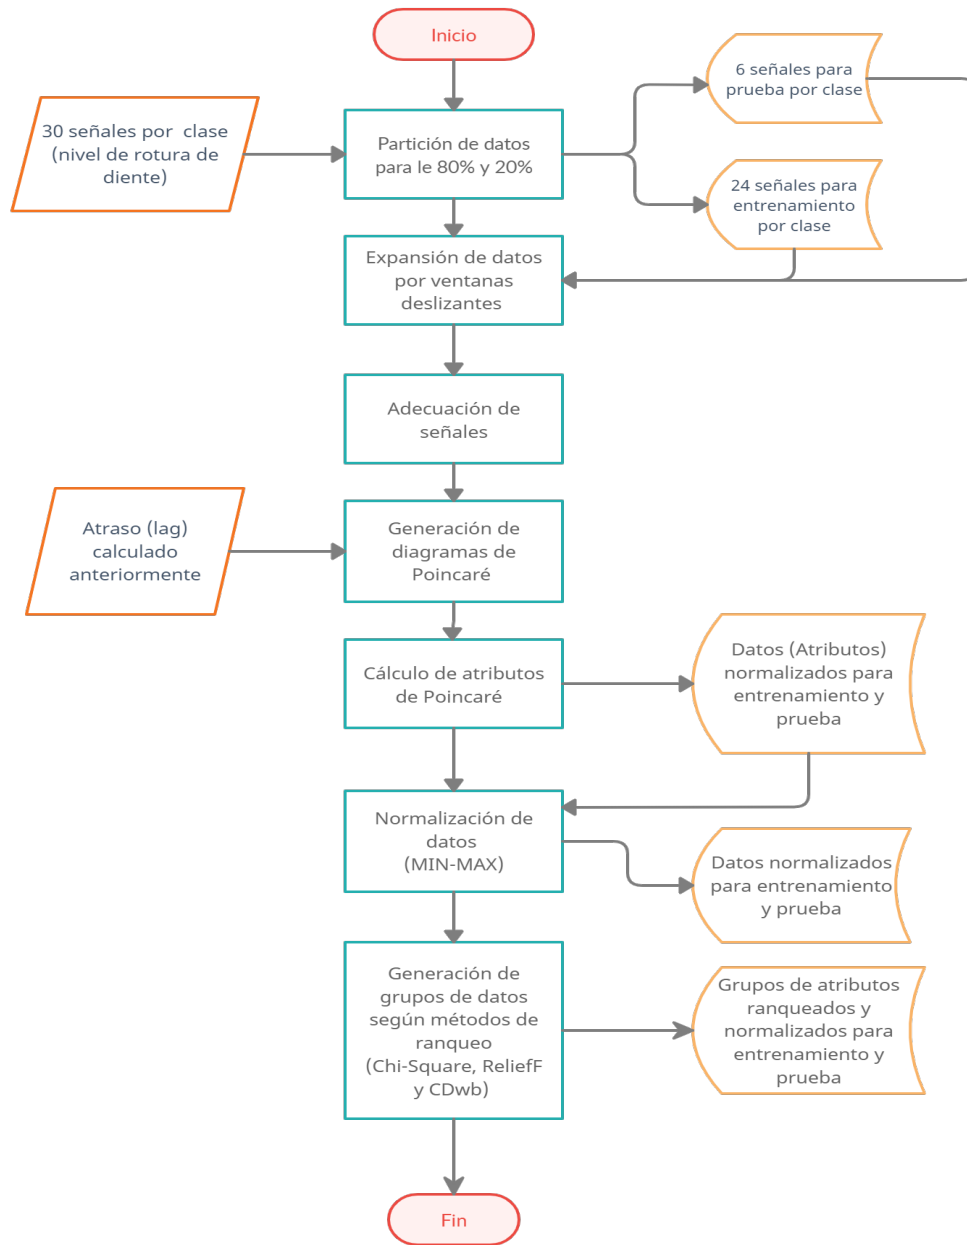 Inicio
30 señales por  clase
(nivel de rotura de
diente)
Partición de datos
para le 80% y 20%
6 señales para
prueba por clase
24 señales para
entrenamiento
por clase
Expansión de datos
por ventanas
deslizantes
Adecuación de
señales
Atraso (lag)
calculado
anteriormente
Generación de
diagramas de
Poincaré
Cálculo de atributos
de Poincaré
Datos (Atributos)
normalizados para
entrenamiento y
prueba
Normalización de
datos
(MIN-MAX)
Datos normalizados
para entrenamiento
y prueba
Generación de
grupos de datos
según métodos de
ranqueo
(Chi-Square, ReliefF
y CDwb)
Grupos de atributos
ranqueados y
normalizados para
entrenamiento y
prueba
Fin